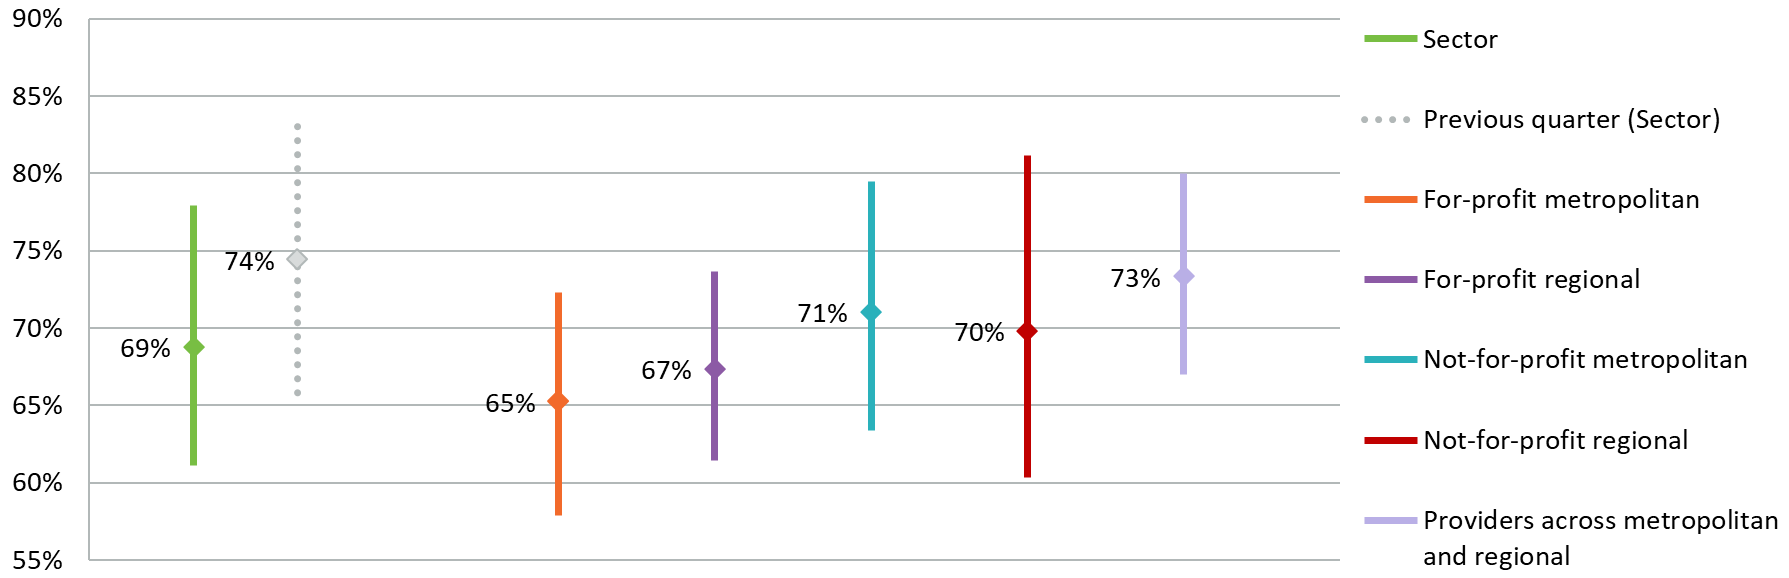 90%
85%
80%
75%
70%
65%
60%
55%
69%
74%
65%
67%
71%
70%
73%
Sector
Previous quarter (Sector)
For-profit metropolitan
For-profit regional
Not-for-profit metropolitan
Not-for-profit regional
Providers across metropolitan
and regional